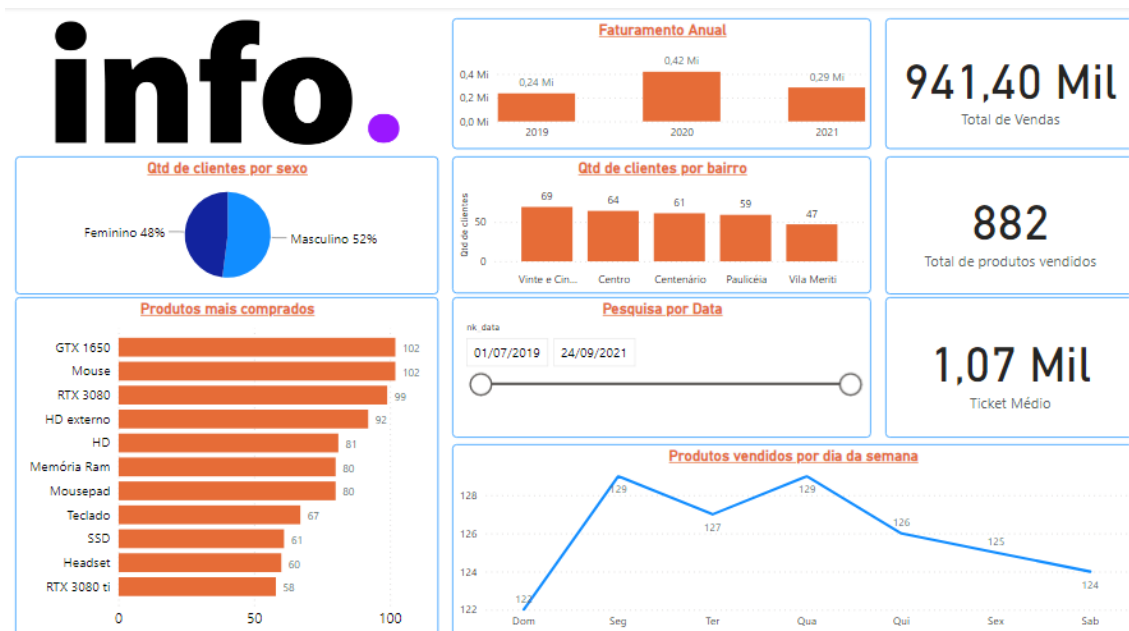 info.
Faturamento Anual
0,4 Mi
0,2 Mi
0,0 Mi
0,24 Mi
0,42 Mi
0,29 Mi
2019
2020
2021
941,40 Mil
Total de Vendas
Qtd de clientes por sexo
Feminino 48%
Masculino 52%
Qtd de clientes por bairro
Qtd de clientes
50
0
69
64
61
59
47
Vinte e Cin...
Centro
Centenário
Paulicéia
Vila Meriti
882
Total de produtos vendidos
Produtos mais comprados
GTX 1650
102
Mouse
102
RTX 3080
99
HD externo
92
HD
81
Memória Ram
80
Mousepad
80
Teclado
67
SSD
61
Headset
60
RTX 3080 ti
58
0
50
100
Pesquisa por Data
nk_data
01/07/2019
24/09/2021
1,07 Mil
Ticket Médio
Produtos vendidos por dia da semana
128
126
124
122
129
127
129
126
125
124
Dom
Seg
Ter
Qua
Qui
Sex
Sab